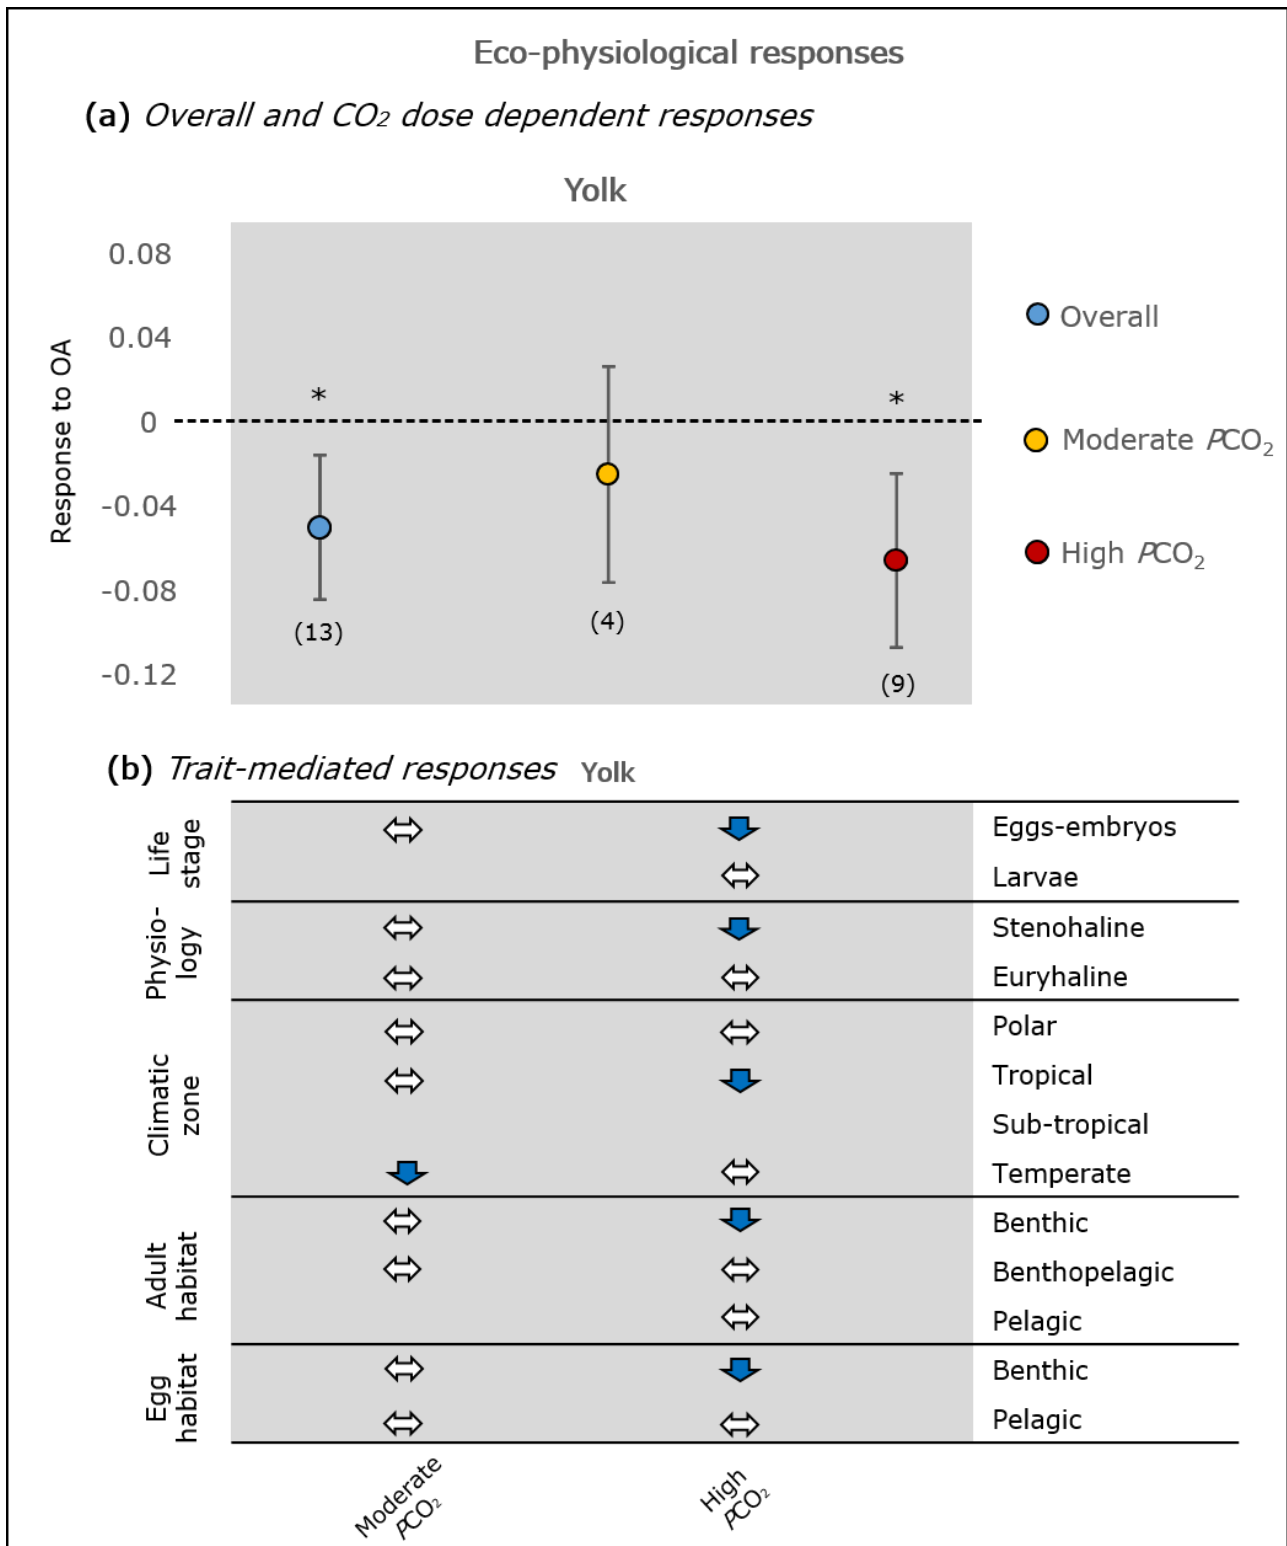 Eco-physiological responses
(a) Overall and CO₂ dose dependent responses
Yolk
0.08
0.04
0
-0.04
-0.08
-0.12
Response to OA
*
*
(13)
(4)
(9)
Overall
Moderate PCO₂
High PCO₂
(b) Trait-mediated responses Yolk
Life
stage
Eggs-embryos
Larvae
Physio-
logy
Stenohaline
Euryhaline
Climatic
zone
Polar
Tropical
Sub-tropical
Temperate
Adult
habitat
Benthic
Benthopelagic
Pelagic
Egg
habitat
Benthic
Pelagic
Moderate
PCO₂
High
PCO₂